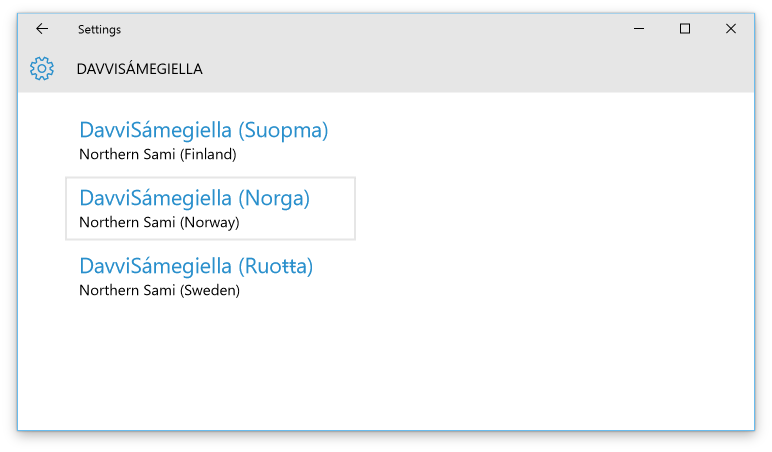 Settings
DAVVISÁMEGIELLA
DavviSámegiella (Suopma)
Northern Sami (Finland)
DavviSámegiella (Norga)
Northern Sami (Norway)
DavviSámegiella (Ruoŧŧa)
Northern Sami (Sweden)